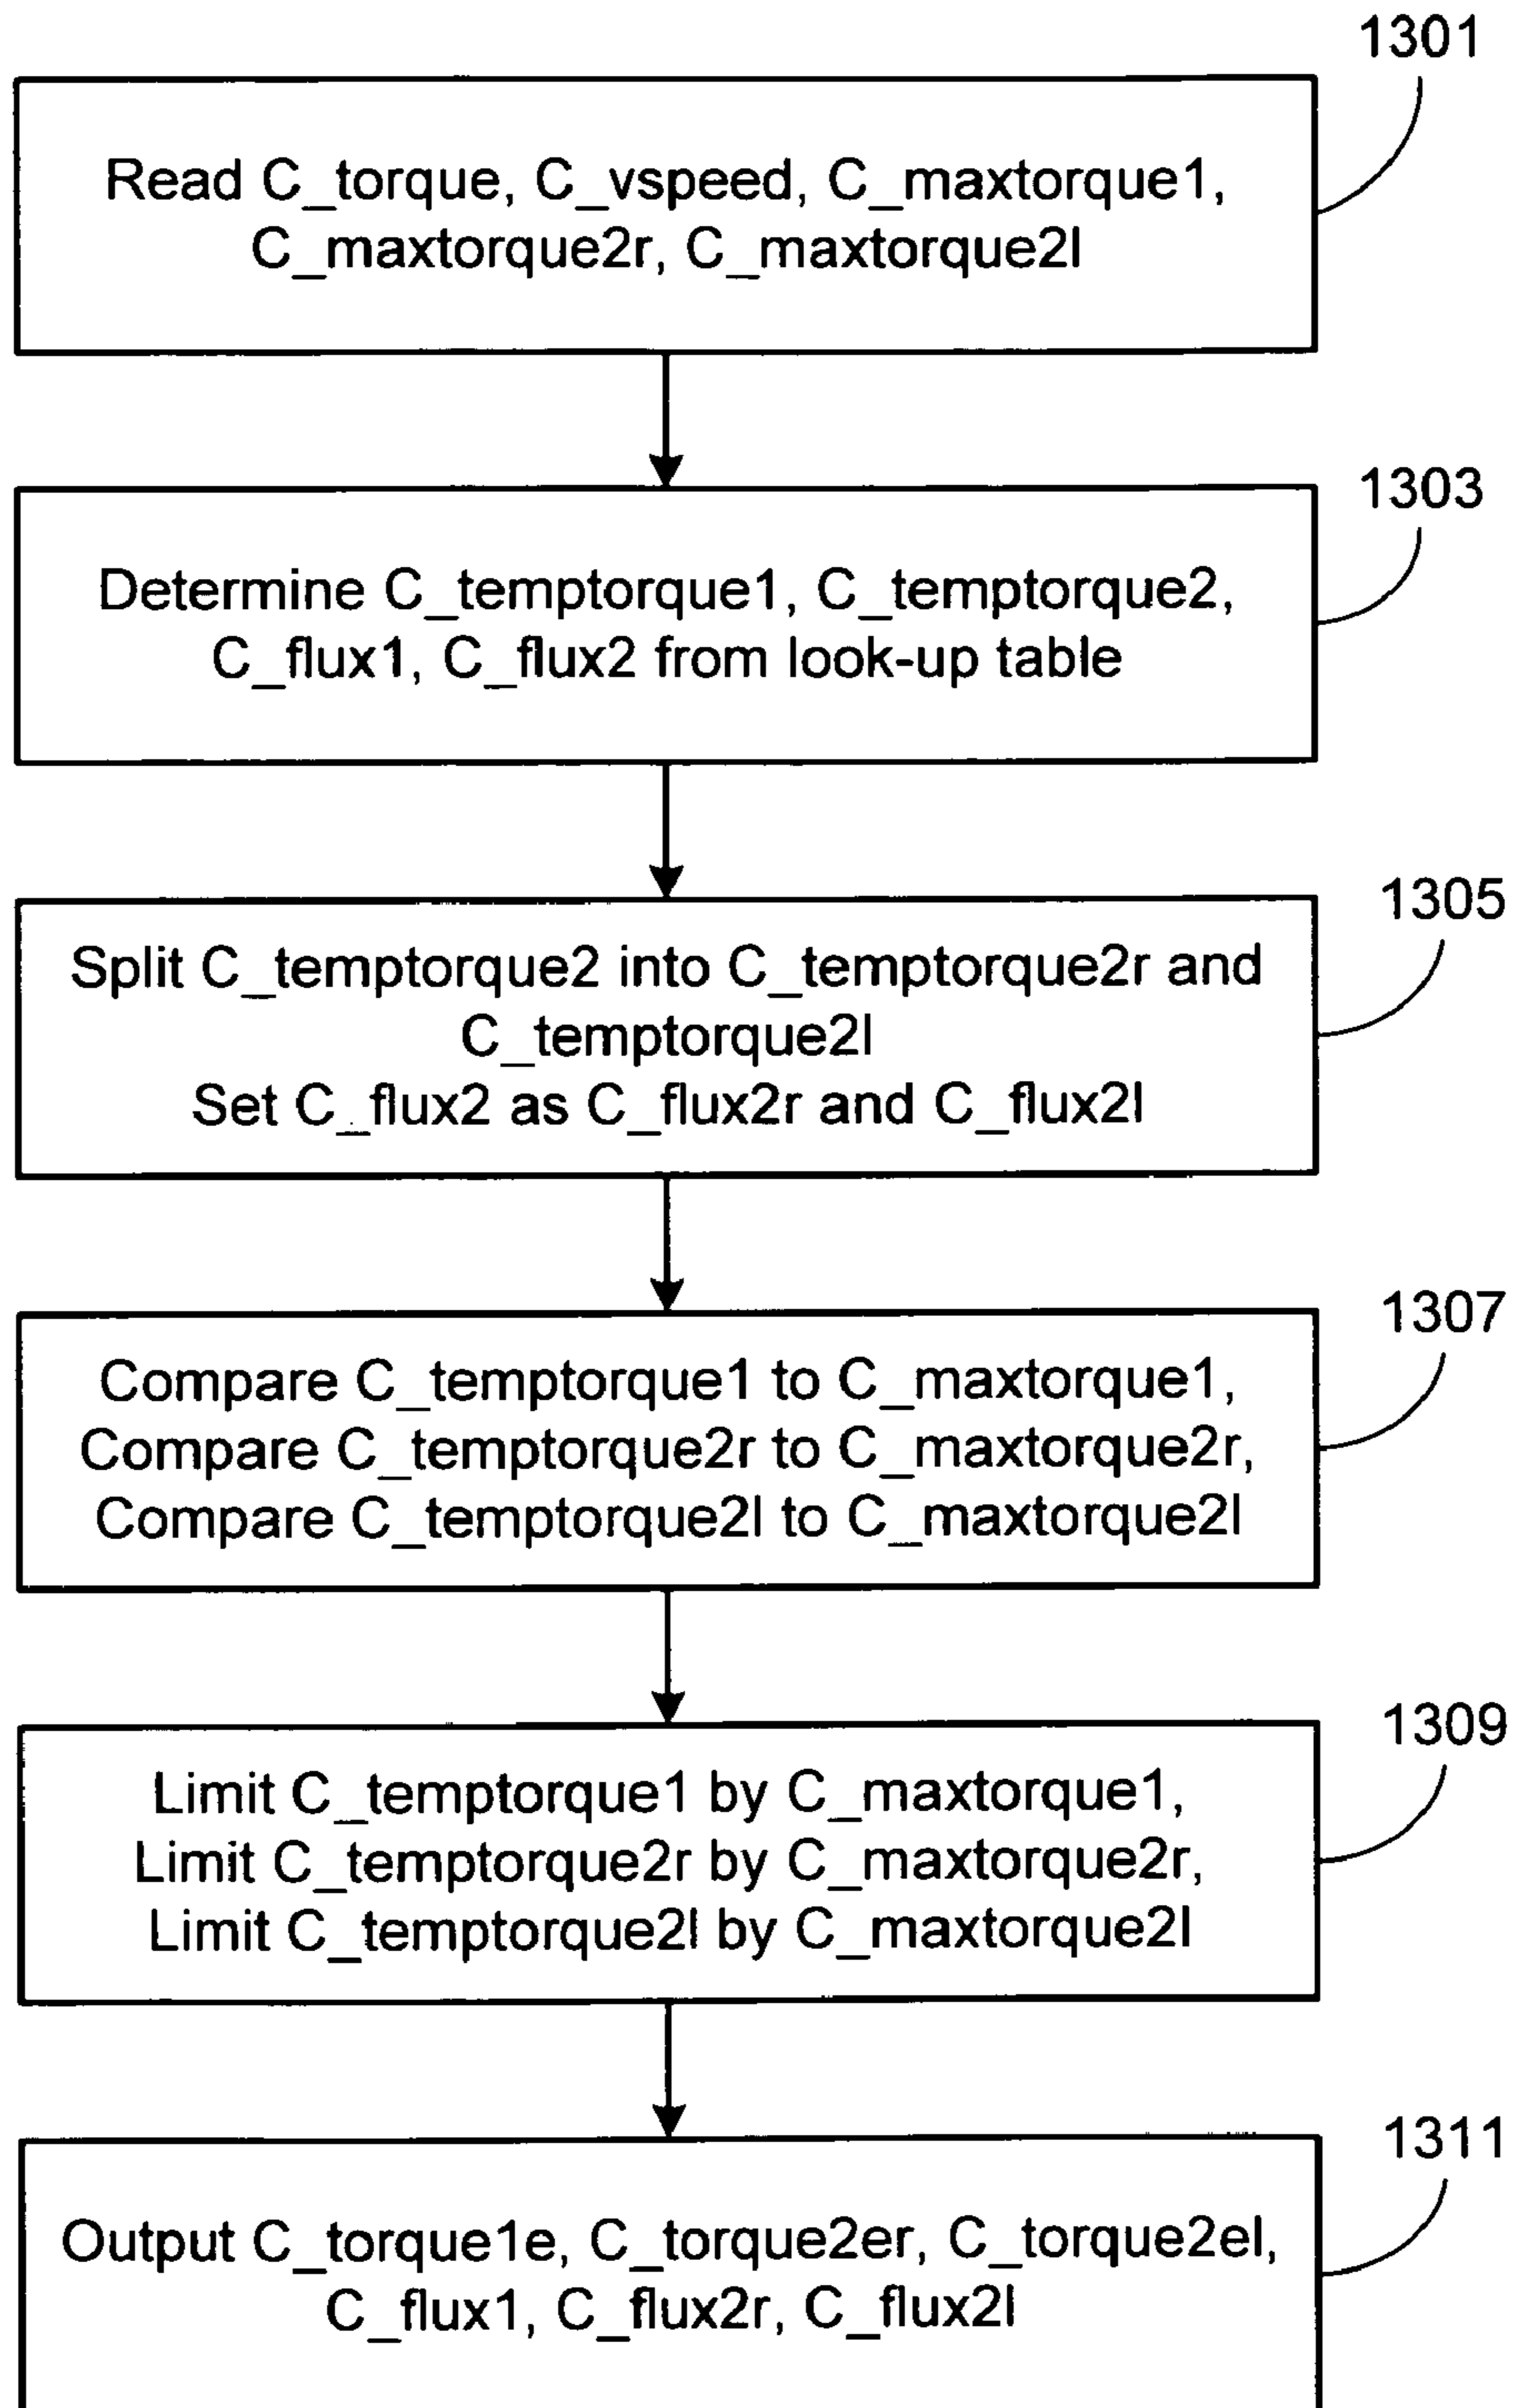 1301
Read C_torque, C_vspeed, C_maxtorque1,
C_maxtorque2r, C_maxtorque2l
1303
Determine C_temptorque1, C_temptorque2,
C_flux1, C_flux2 from look-up table
1305
Split C_temptorque2 into C_temptorque2r and
C_temptorque2l
Set C_flux2 as C_flux2r and C_flux2l
1307
Compare C_temptorque1 to C_maxtorque1,
Compare C_temptorque2r to C_maxtorque2r,
Compare C_temptorque2l to C_maxtorque2l
1309
Limit C_temptorque1 by C_maxtorque1,
Limit C_temptorque2r by C_maxtorque2r,
Limit C_temptorque2l by C_maxtorque2l
1311
Output C_torque1e, C_torque2er, C_torque2el,
C_flux1, C_flux2r, C_flux2l